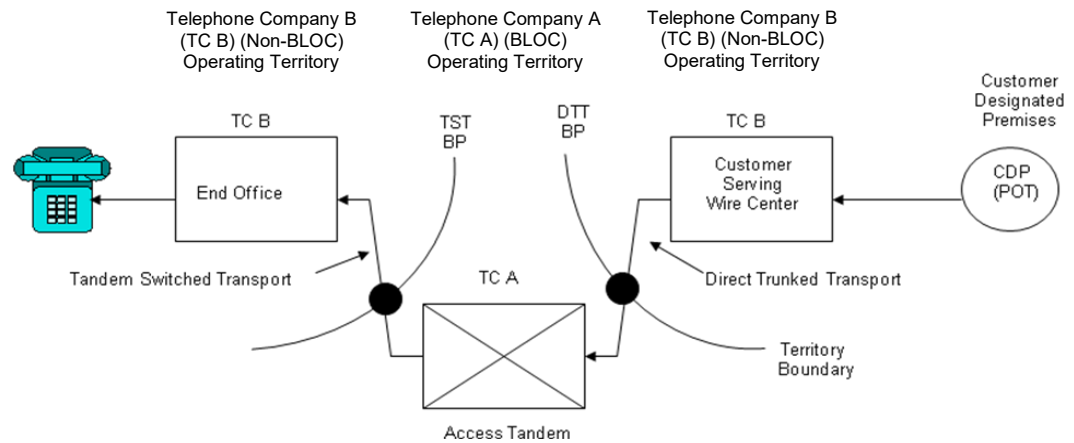 Telephone Company B
(TC B) (Non-BLOC)
Operating Territory
Telephone Company A
(TC A) (BLOC)
Operating Territory
Telephone Company B
(TC B) (Non-BLOC)
Operating Territory
Customer
Designated
Premises
TC B
TST
BP
DTT
BP
TC B
End Office
Customer
Serving
Wire Center
CDP
(POT)
Tandem Switched Transport
TC A
Direct Trunked Transport
Territory
Boundary
Access Tandem